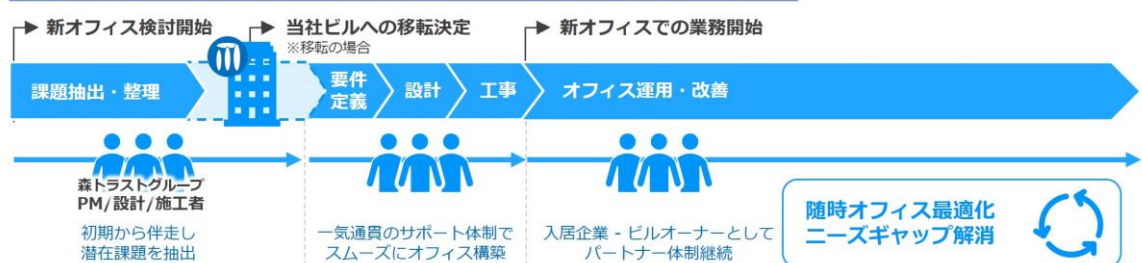 新オフィス検討開始
当社ビルへの移転決定
※移転の場合
新オフィスでの業務開始
課題抽出・整理
要件
定義
設計
工事
オフィス運用・改善
森トラストグループ
PM/設計/施工者
初期から伴走し
潜在課題を抽出
一気通貫のサポート体制で
スムーズにオフィス構築
入居企業 - ビルオーナーとして
パートナー体制継続
随時オフィス最適化
ニーズギャップ解消